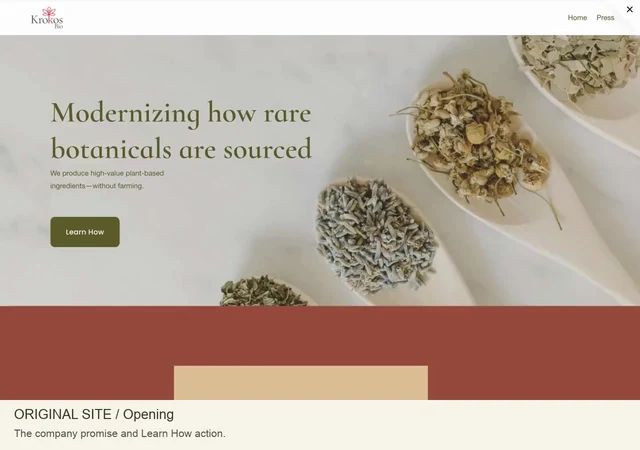 Krokos
Bio
Home Press
Modernizing how rare
botanicals are sourced
We produce high-value plant-based
ingredients—without farming.
Learn How
ORIGINAL SITE / Opening
The company promise and Learn How action.